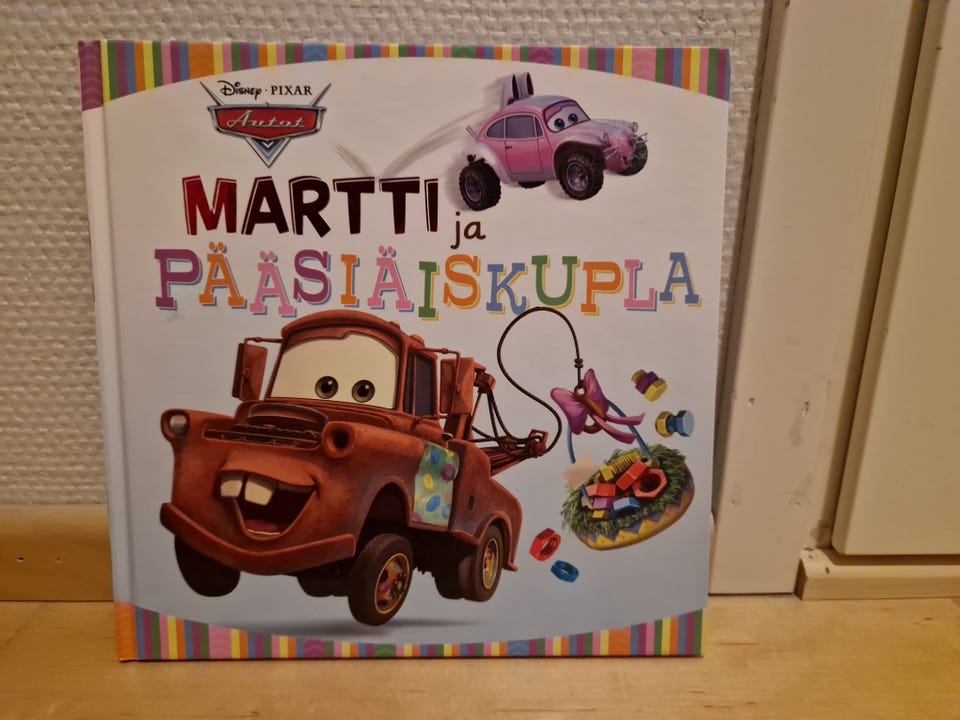 Disney · PIXAR
Autot
MARTTI
ja
PÄÄSIÄISKUPLA